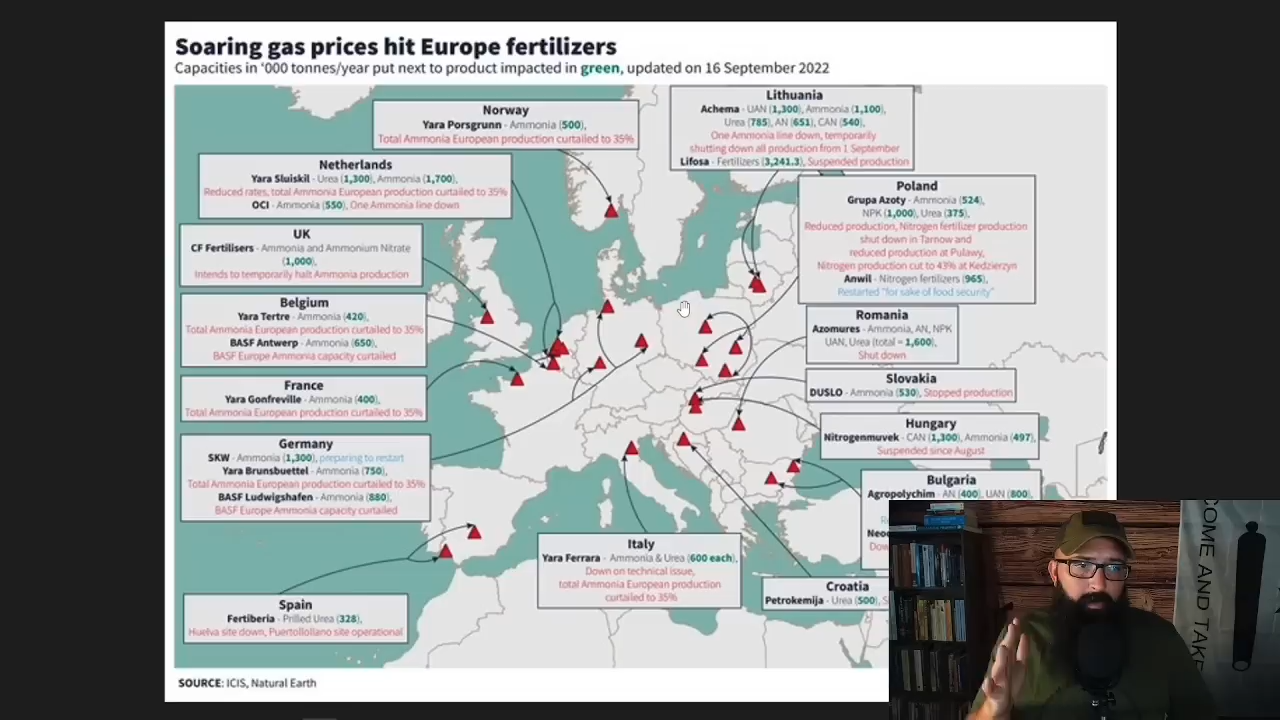 Soaring gas prices hit Europe fertilizers
Capacities in ‘000 tonnes/year put next to product impacted in green, updated on 16 September 2022
Norway
Yara Porsgrunn - Ammonia (500),
Total Ammonia European production curtailed to 35%
Lithuania
Achema - UAN (1,300), Ammonia (1,100),
Urea (785), AN (651), CAN (540),
One Ammonia line down, temporarily
shutting down all production from 1 September
Lifosa - Fertilizers (3,241.3), Suspended production
Netherlands
Yara Sluiskil - Urea (1,300), Ammonia (1,700),
Reduced rates, total Ammonia European production curtailed to 35%
OCI - Ammonia (550), One Ammonia line down
Poland
Grupa Azoty - Ammonia (524),
NPK (1,000), Urea (375),
Reduced production, Nitrogen fertilizer production
shut down in Tarnow and
reduced production at Pulawy,
Nitrogen production cut to 43% at Kedzierzyn
Anwil - Nitrogen fertilizers (965),
Restarted “for sake of food security”
UK
CF Fertilisers - Ammonia and Ammonium Nitrate
(1,000),
Intends to temporarily halt Ammonia production
Belgium
Yara Tertre - Ammonia (420),
Total Ammonia European production curtailed to 35%
BASF Antwerp - Ammonia (650),
BASF Europe Ammonia capacity curtailed
Romania
Azomures - Ammonia, AN, NPK
UAN, Urea (total = 1,600),
Shut down
France
Yara Gonfreville - Ammonia (400),
Total Ammonia European production curtailed to 35%
Slovakia
DUSLO - Ammonia (530), Stopped production
Germany
SKW - Ammonia (1,300), preparing to restart
Yara Brunsbuettel - Ammonia (750),
Total Ammonia European production curtailed to 35%
BASF Ludwigshafen - Ammonia (880),
BASF Europe Ammonia capacity curtailed
Hungary
Nitrogenmuvek - CAN (1,300), Ammonia (497),
Suspended since August
Bulgaria
Agropolychim - AN (400), UAN (800),
Italy
Yara Ferrara - Ammonia & Urea (600 each),
Down on technical issue,
total Ammonia European production
curtailed to 35%
Croatia
Petrokemija - Urea (500),
Spain
Fertiberia - Prilled Urea (328),
Huelva site down, Puertollolano site operational
SOURCE: ICIS, Natural Earth
COME AND TAKE